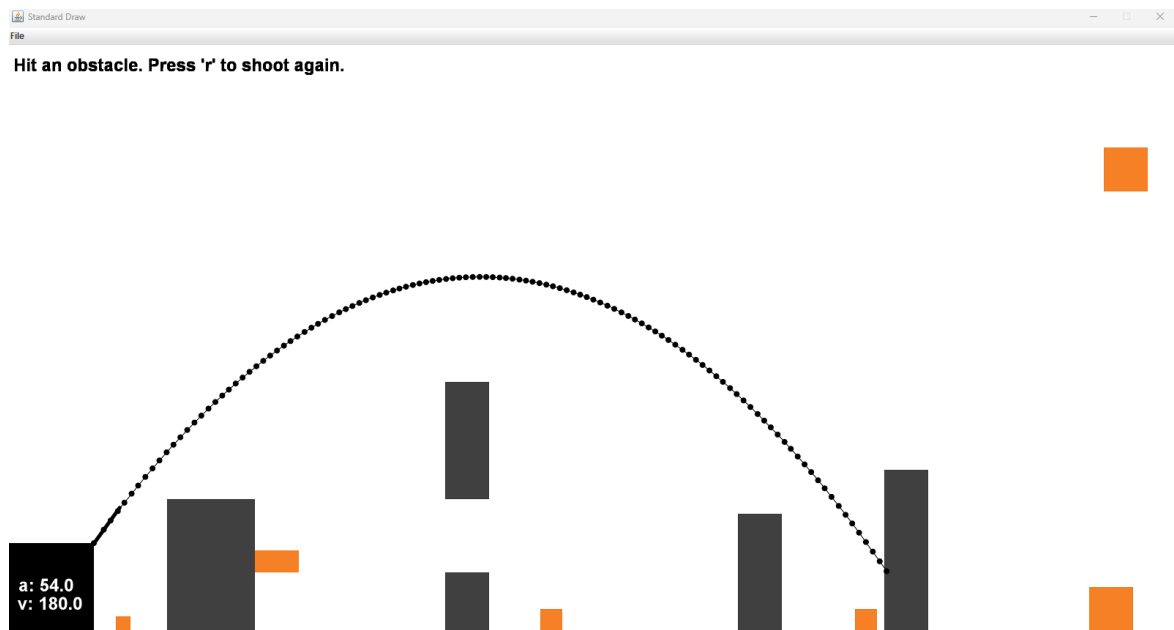 Standard Draw
File
Hit an obstacle. Press 'r' to shoot again.
a: 54.0
v: 180.0